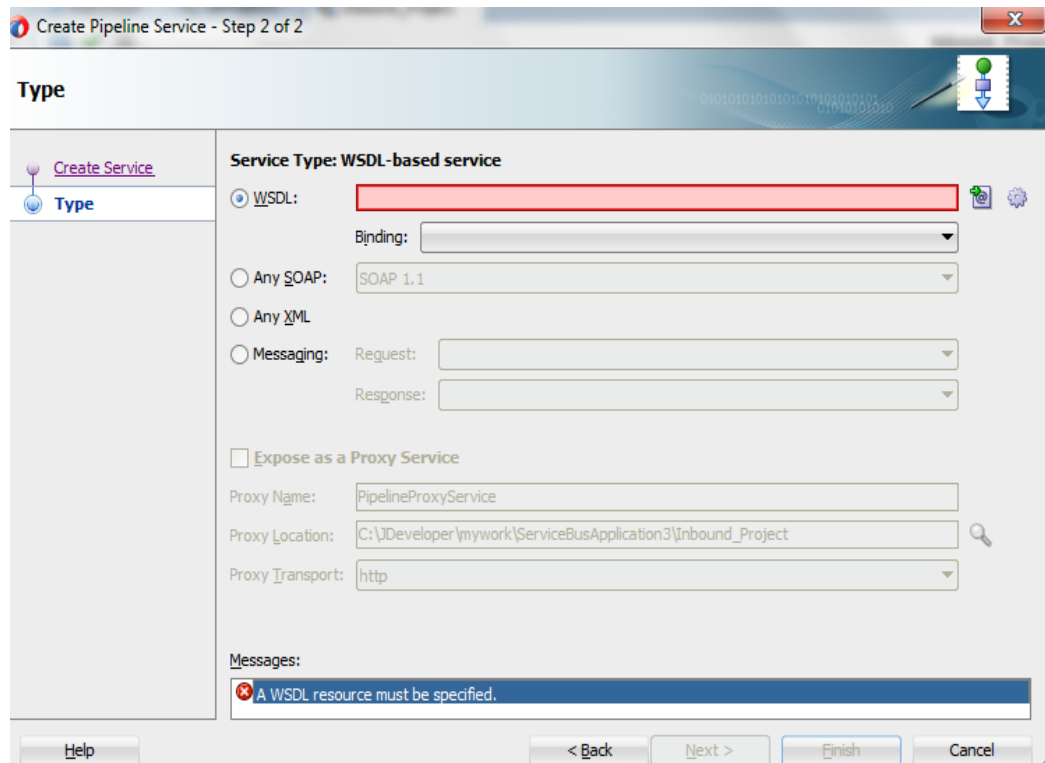 Create Pipeline Service - Step 2 of 2
Type
Create Service
Type
Service Type: WSDL-based service
WSDL:
Binding:
Any SOAP: SOAP 1.1
Any XML
Messaging: Request:
Response:
Expose as a Proxy Service
Proxy Name: PipelineProxyService
Proxy Location: C:\JDeveloper\mywork\ServiceBusApplication3\Inbound_Project
Proxy Transport: http
Messages:
A WSDL resource must be specified.
Help < Back Next > Finish Cancel